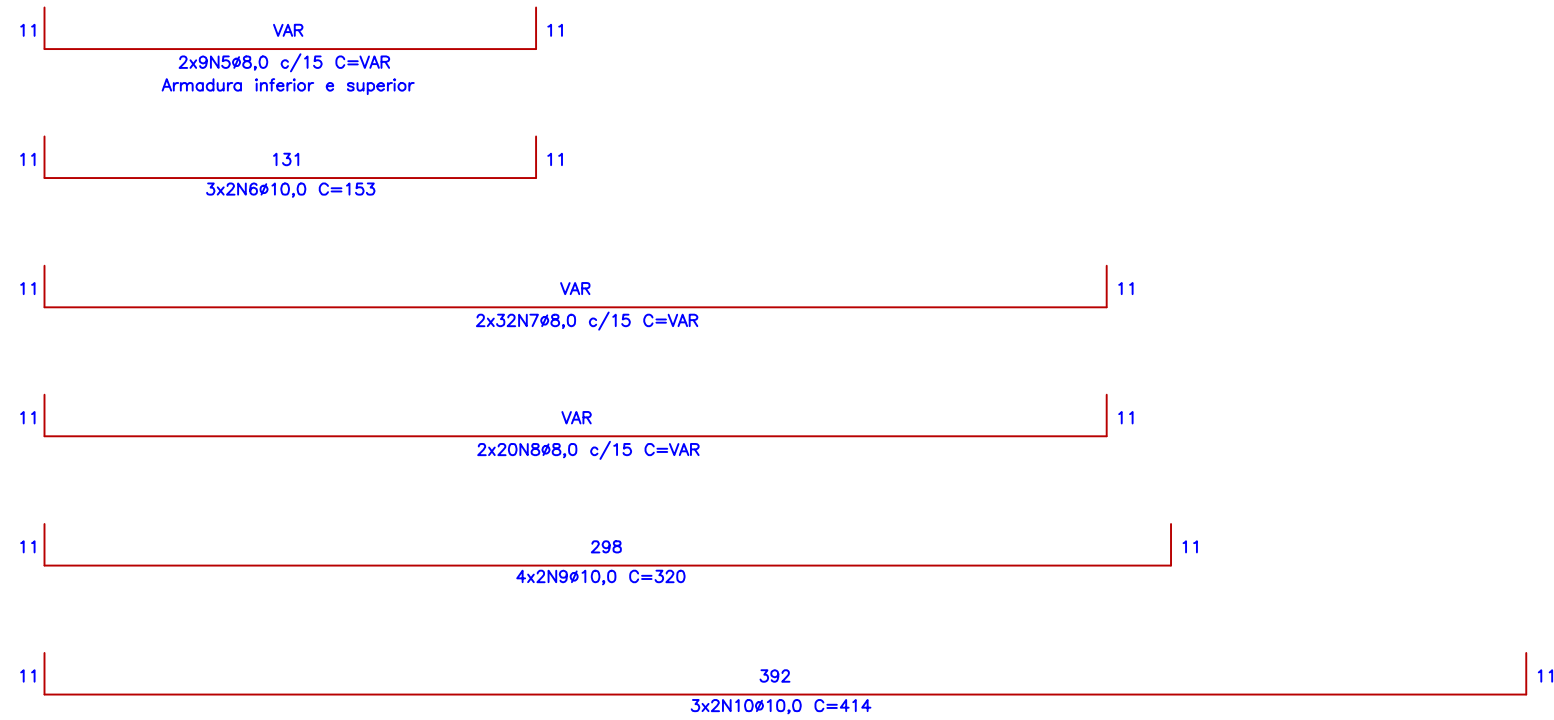 11 VAR 11
2x9N5ø8,0 c/15 C=VAR
Armadura inferior e superior
11 131 11
3x2N6ø10,0 C=153
11 VAR 11
2x32N7ø8,0 c/15 C=VAR
11 VAR 11
2x20N8ø8,0 c/15 C=VAR
11 298 11
4x2N9ø10,0 C=320
11 392 11
3x2N10ø10,0 C=414